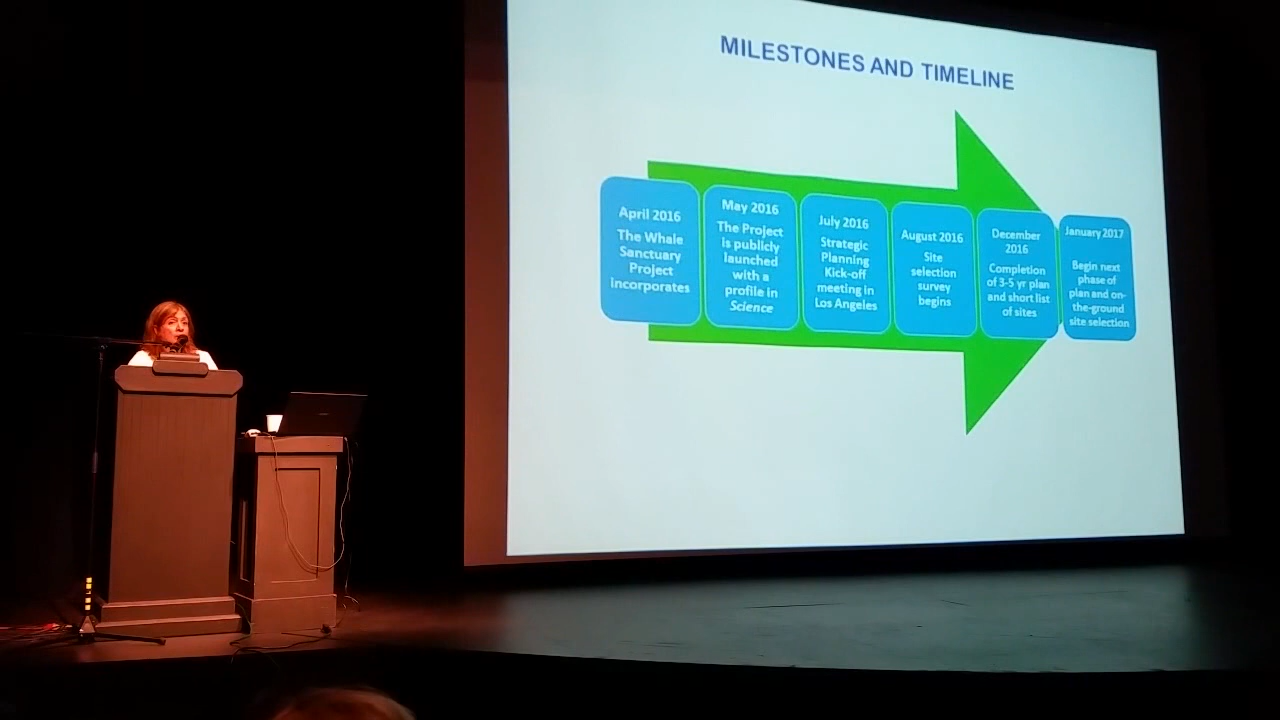 MILESTONES AND TIMELINE
April 2016
The Whale
Sanctuary
Project
Incorporates
May 2016
The Project
is publicly
launched
with a
profile in
Science
July 2016
Strategic
Planning
Kick-off
meeting in
Los Angeles
August 2016
Site
selection
survey
begins
December
2016
Completion
of 3-5 yr plan
and short list
of sites
January 2017
Begin next
phase of
plan and on-
the-ground
site selection